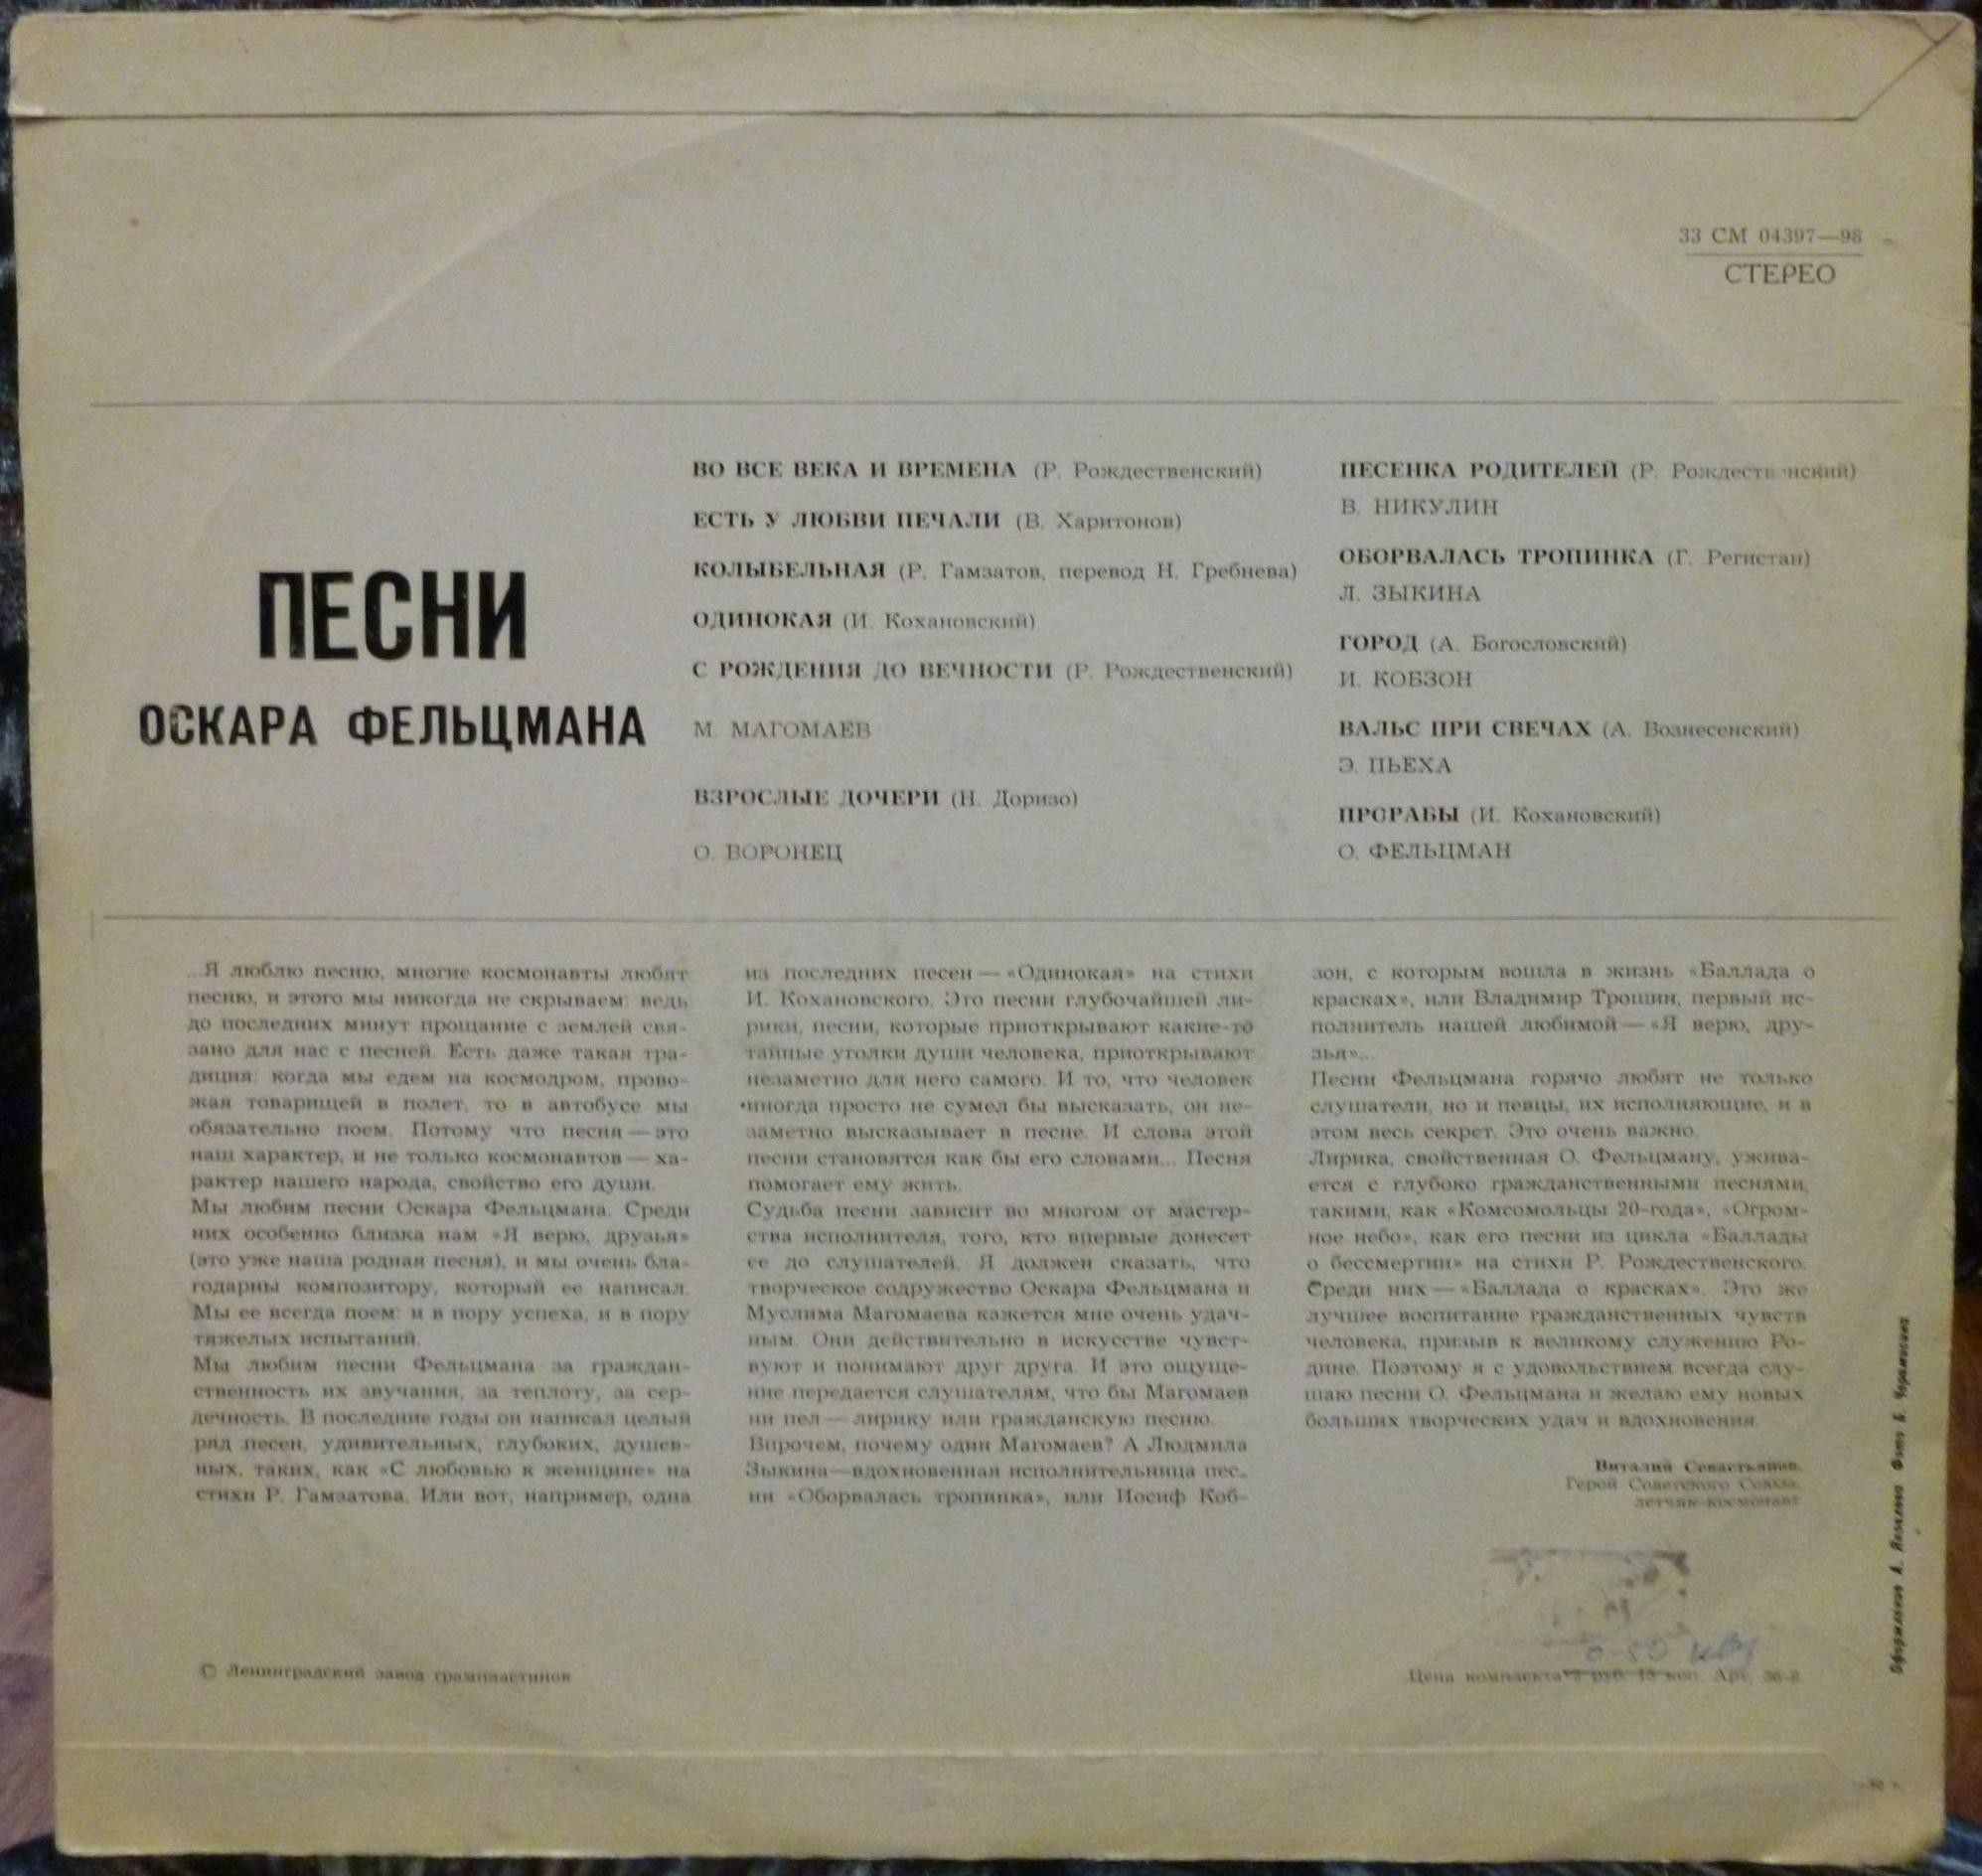 33 СМ 04397—98
СТЕРЕО
ПЕСНИ
ОСКАРА ФЕЛЬЦМАНА
ВО ВСЕ ВЕКА И ВРЕМЕНА (Р. Рождественский)
ЕСТЬ У ЛЮБВИ ПЕЧАЛИ (В. Харитонов)
КОЛЫБЕЛЬНАЯ (Р. Гамзатов, перевод Н. Гребнева)
ОДИНОКАЯ (И. Кохановский)
С РОЖДЕНИЯ ДО ВЕЧНОСТИ (Р. Рождественский)
М. МАГОМАЕВ
ВЗРОСЛЫЕ ДОЧЕРИ (Н. Доризо)
О. ВОРОНЕЦ
ПЕСЕНКА РОДИТЕЛЕЙ (Р. Рождественский)
В. НИКУЛИН
ОБОРВАЛАСЬ ТРОПИНКА (Г. Регистан)
Л. ЗЫКИНА
ГОРОД (А. Богословский)
И. КОБЗОН
ВАЛЬС ПРИ СВЕЧАХ (А. Вознесенский)
Э. ПЬЕХА
ПРОРАБЫ (И. Кохановский)
О. ФЕЛЬЦМАН
...Я люблю песню, многие космонавты любят
песню, и этого мы никогда не скрываем: ведь
до последних минут прощание с землей свя-
зано для нас с песней. Есть даже такая тра-
диция: когда мы едем на космодром, прово-
жая товарищей в полет, то в автобусе мы
обязательно поем. Потому что песня — это
наш характер, и не только космонавтов — ха-
рактер нашего народа, свойство его души.
Мы любим песни Оскара Фельцмана. Среди
них особенно близка нам «Я верю, друзья»
(это уже наша родная песня), и мы очень бла-
годарны композитору, который ее написал.
Мы ее всегда поем: и в пору успеха, и в пору
тяжелых испытаний.
Мы любим песни Фельцмана за граждан-
ственность их звучания, за теплоту, за сер-
дечность. В последние годы он написал целый
ряд песен, удивительных, глубоких, душев-
ных, таких, как «С любовью к женщине» на
стихи Р. Гамзатова. Или вот, например, одна
из последних песен — «Одинокая» на стихи
И. Кохановского. Это песни глубочайшей ли-
рики, песни, которые приоткрывают какие-то
тайные уголки души человека, приоткрывают
незаметно для него самого. И то, что человек
иногда просто не сумел бы высказать, он не-
заметно высказывает в песне. И слова этой
песни становятся как бы его словами... Песня
помогает ему жить.
Судьба песни зависит во многом от мастер-
ства исполнителя, того, кто впервые донесет
ее до слушателей. Я должен сказать, что
творческое содружество Оскара Фельцмана и
Муслима Магомаева кажется мне очень удач-
ным. Они действительно в искусстве чувст-
вуют и понимают друг друга. И это ощуще-
ние передается слушателям, что бы Магомаев
ни пел — лирику или гражданскую песню.
Впрочем, почему один Магомаев? А Людмила
Зыкина—вдохновенная исполнительница пес-
ни «Оборвалась тропинка», или Иосиф Коб-
зон, с которым вошла в жизнь «Баллада о
красках», или Владимир Трошин, первый ис-
полнитель нашей любимой — «Я верю, дру-
зья»...
Песни Фельцмана горячо любят не только
слушатели, но и певцы, их исполняющие, и в
этом весь секрет. Это очень важно.
Лирика, свойственная О. Фельцману, ужива-
ется с глубоко гражданственными песнями,
такими, как «Комсомольцы 20-года», «Огром-
ное небо», как его песни из цикла «Баллады
о бессмертии» на стихи Р. Рождественского.
Среди них — «Баллада о красках». Это же
лучшее воспитание гражданственных чувств
человека, призыв к великому служению Ро-
дине. Поэтому я с удовольствием всегда слу-
шаю песни О. Фельцмана и желаю ему новых
больших творческих удач и вдохновения.
Виталий Севастьянов,
Герой Советского Союза,
летчик-космонавт
© Ленинградский завод грампластинок
Цена комплекта 2 руб. 15 коп. Арт. 36-8
Оформление А. Фото Б.